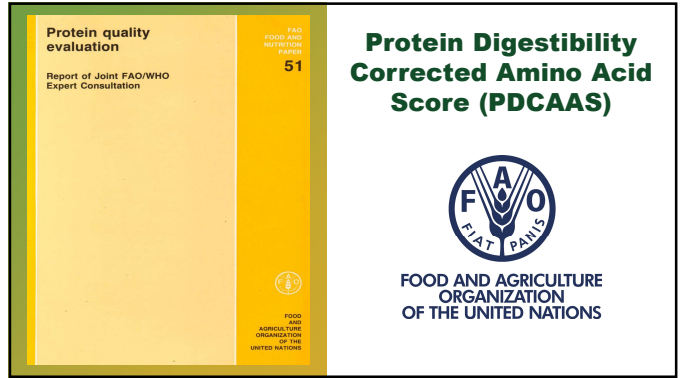 Protein quality
evaluation
Report of Joint FAO/WHO
Expert Consultation
FAO
FOOD AND
NUTRITION
PAPER
51
FAO
FOOD
AND
AGRICULTURE
ORGANIZATION
OF THE
UNITED NATIONS
Protein Digestibility
Corrected Amino Acid
Score (PDCAAS)
FAO
FIAT PANIS
FOOD AND AGRICULTURE
ORGANIZATION
OF THE UNITED NATIONS